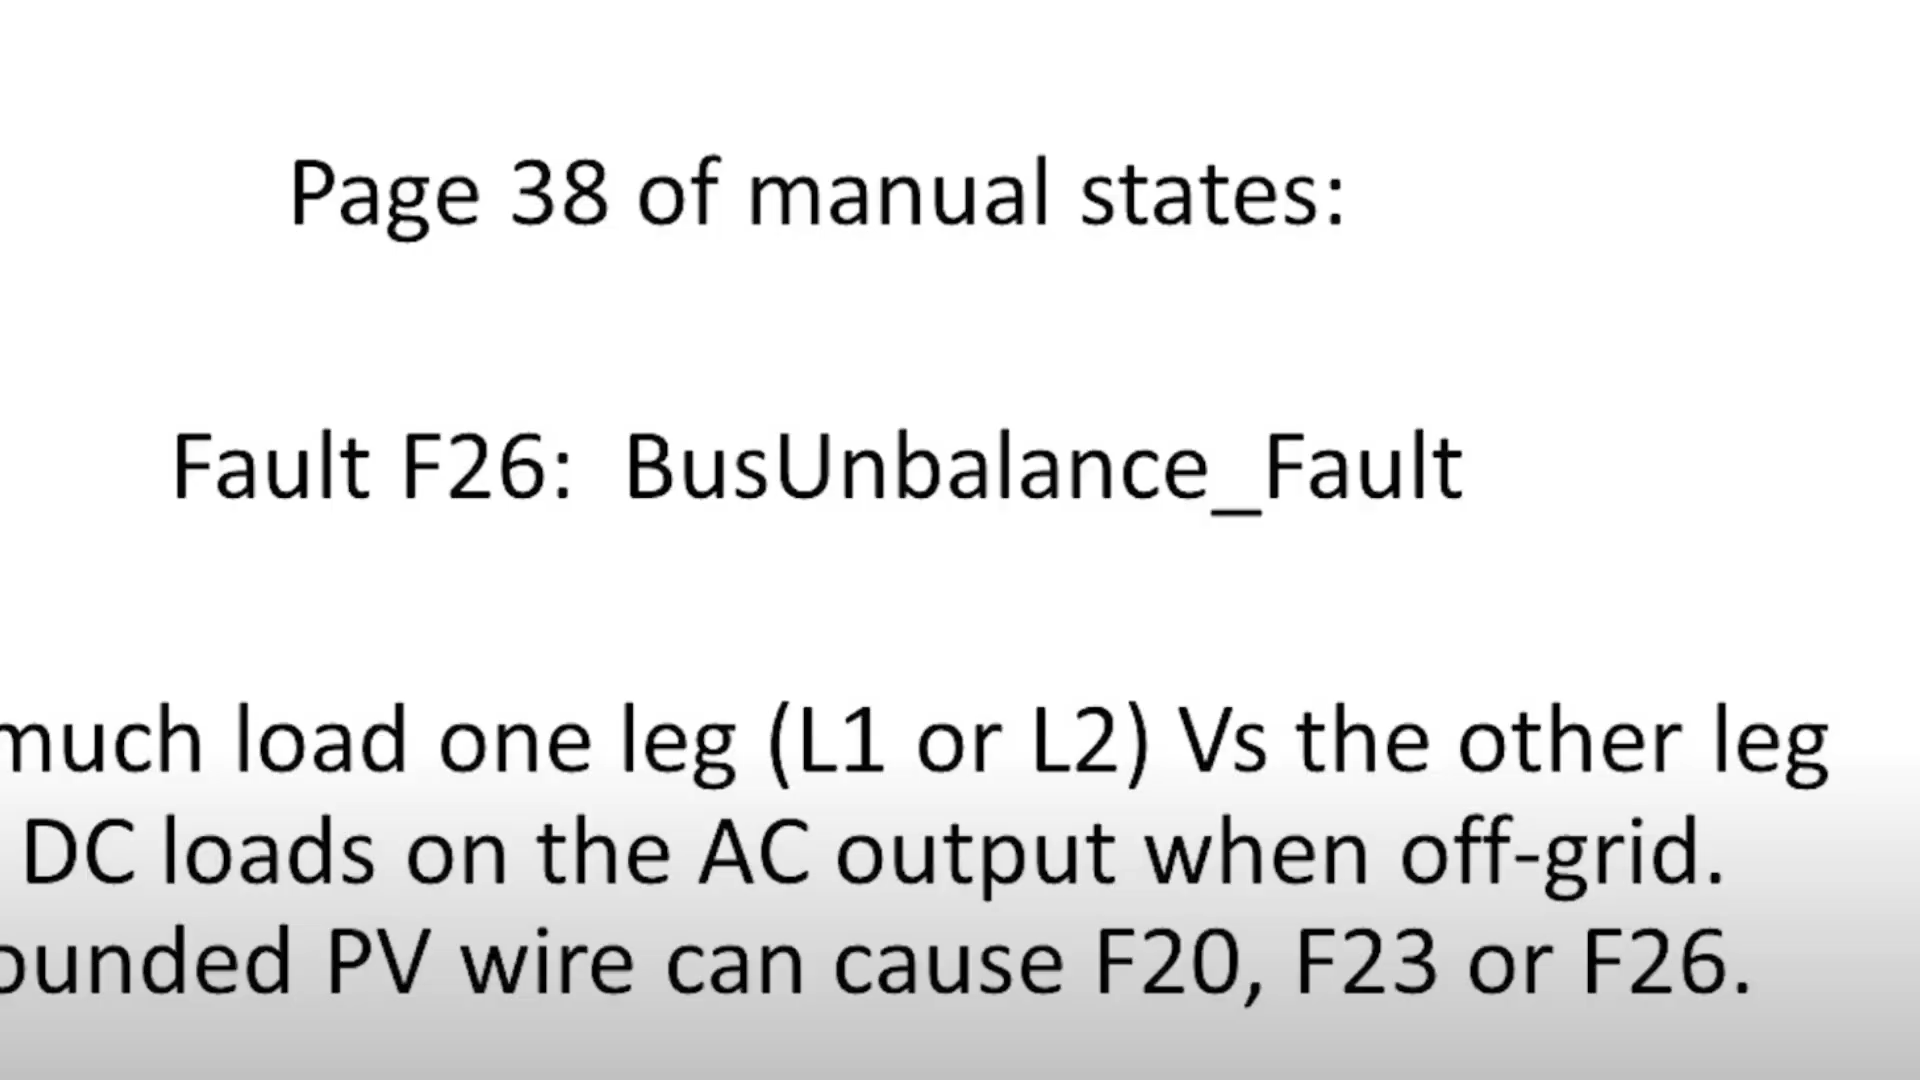 Page 38 of manual states:
Fault F26:  BusUnbalance_Fault
much load one leg (L1 or L2) Vs the other leg
DC loads on the AC output when off-grid.
ounded PV wire can cause F20, F23 or F26.